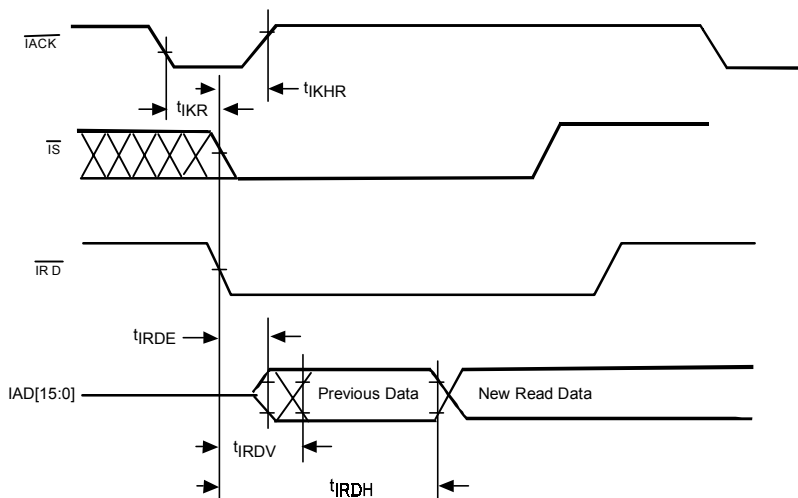 IACK
tIKHR
tIKR
IS
IR D
tIRDE
IAD[15:0]
Previous Data
New Read Data
tIRDV
tIRDH